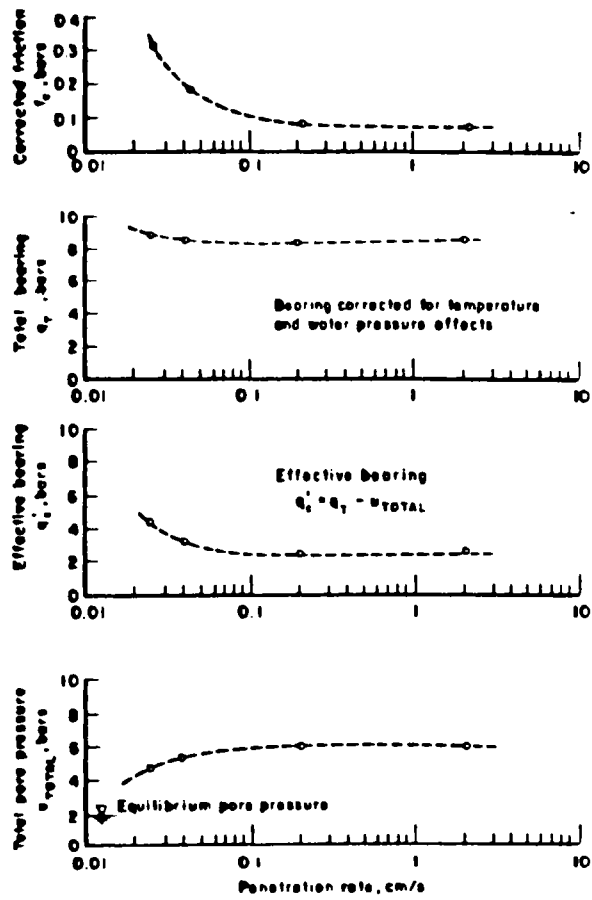 Corrected friction
f_c, bars
0.4
0.3
0.2
0.1
0
0.01
0.1
1
10
Total bearing
q_T, bars
10
8
6
4
2
0
Bearing corrected for temperature
and water pressure effects
0.01
0.1
1
10
Effective bearing
q'_c, bars
10
8
6
4
2
0
Effective bearing
q'_c = q_T - u_TOTAL
0.01
0.1
1
10
Total pore pressure
u_TOTAL, bars
10
8
6
4
2
0
Equilibrium pore pressure
0.01
0.1
1
10
Penetration rate, cm/s